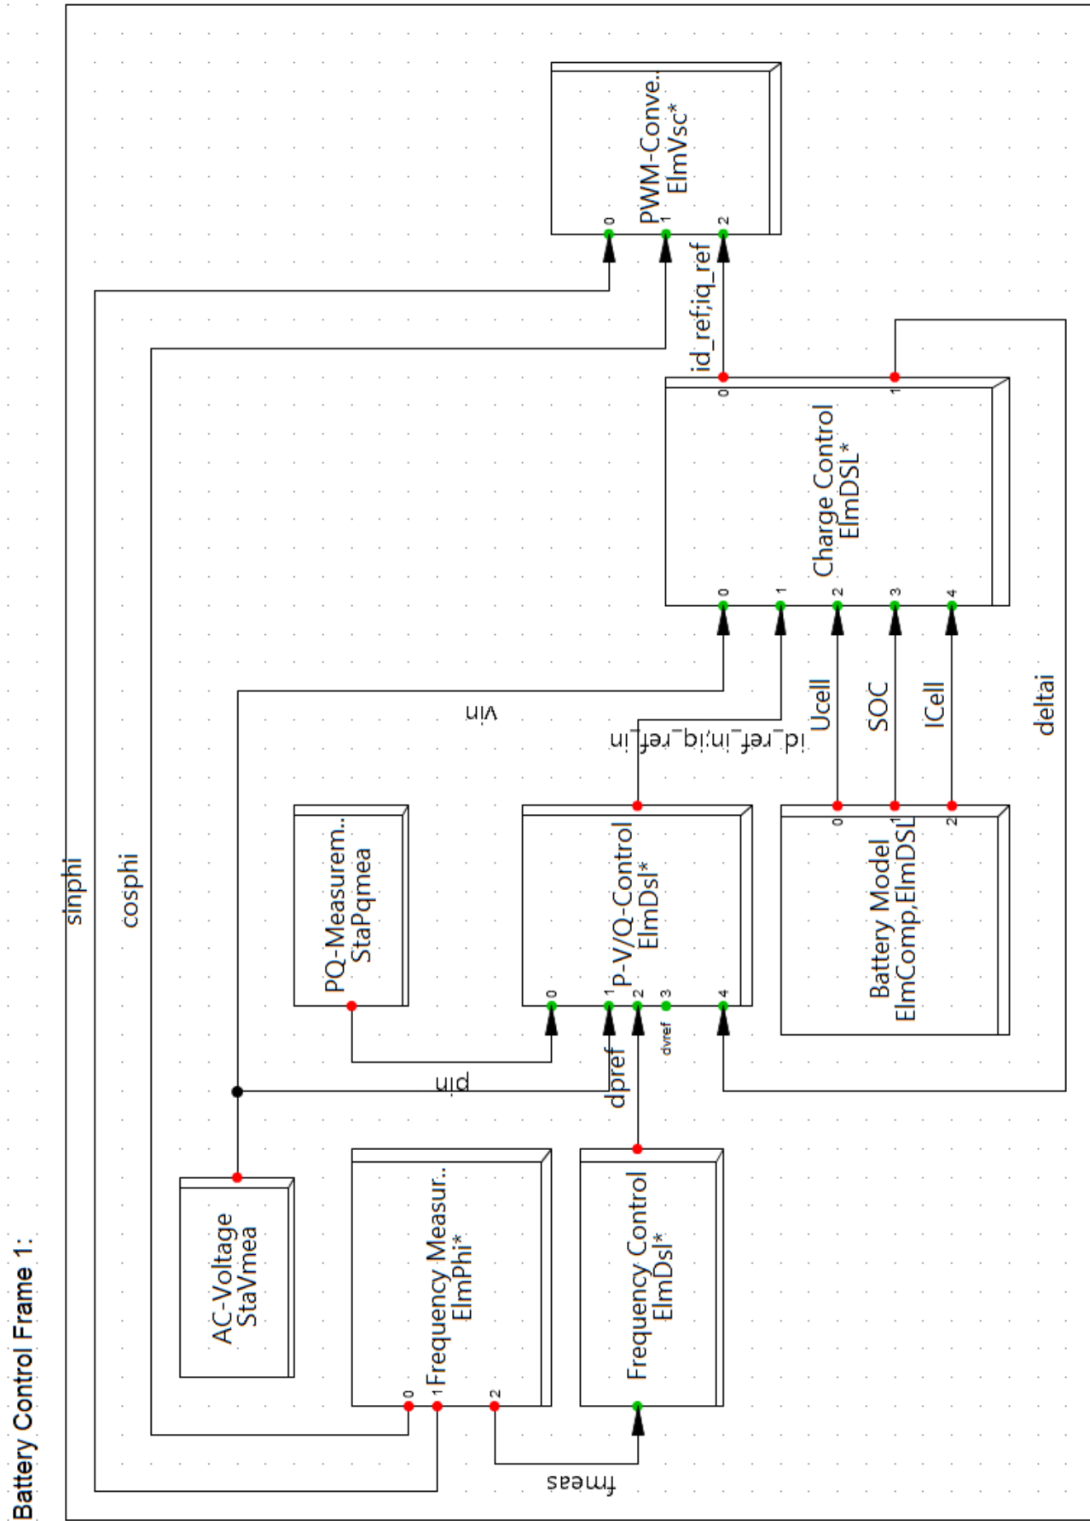 Battery Control Frame 1:
sinphi
cosphi
AC-Voltage
StaVmea
PQ-Measurem..
StaPqmea
vin
pin
Frequency Measur..
ElmPhi*
0
1
2
fmeas
Frequency Control
ElmDsl*
dpref
P-V/Q-Control
ElmDsl*
0
1
2
3
4
dvref
id_ref_in;iq_ref_in
Battery Model
ElmComp,ElmDSL
0
1
2
Ucell
SOC
ICell
deltai
Charge Control
ElmDSL*
0
1
2
3
4
0
1
id_ref;iq_ref
PWM-Conve..
ElmVsc*
0
1
2